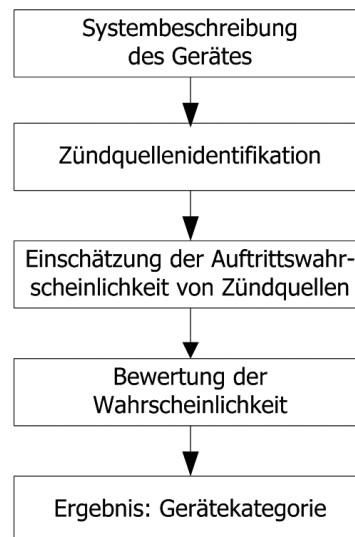 Systembeschreibung
des Gerätes
Zündquellenidentifikation
Einschätzung der Auftrittswahr-
scheinlichkeit von Zündquellen
Bewertung der
Wahrscheinlichkeit
Ergebnis: Gerätekategorie